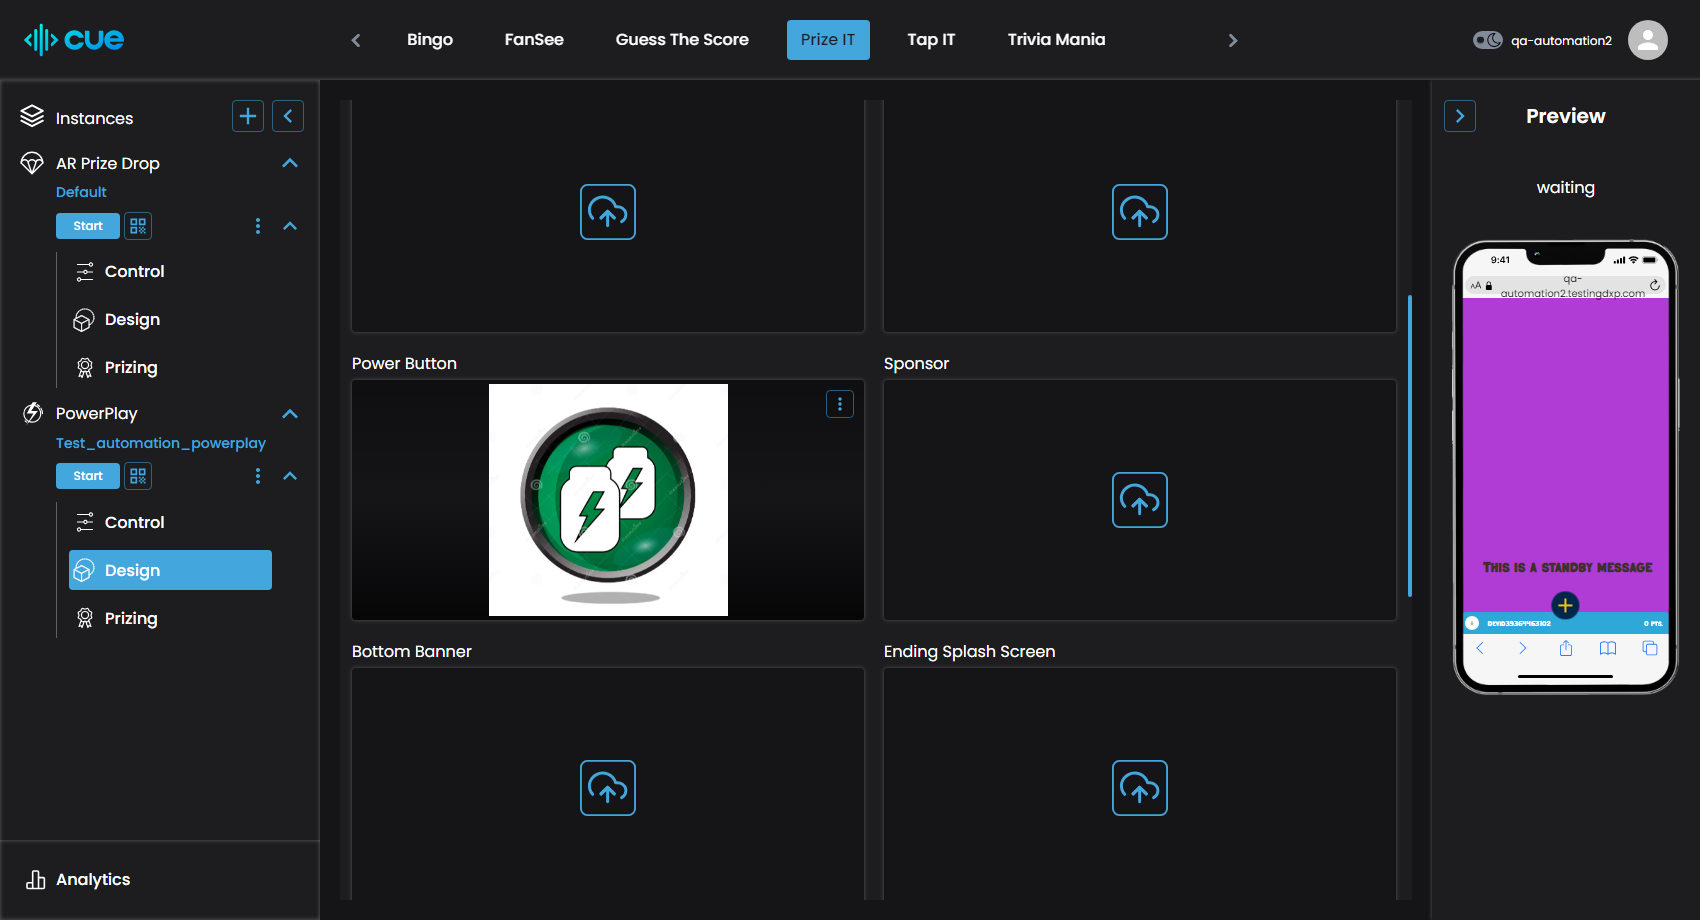 cue
Bingo
FanSee
Guess The Score
Prize IT
Tap IT
Trivia Mania
qa-automation2
Instances
AR Prize Drop
Default
Start
Control
Design
Prizing
PowerPlay
Test_automation_powerplay
Start
Control
Design
Prizing
Analytics
Power Button
Sponsor
Bottom Banner
Ending Splash Screen
Preview
waiting
9:41
AA
qa-
automation2.testingdxp.com
This is a standby message
0 PTS.